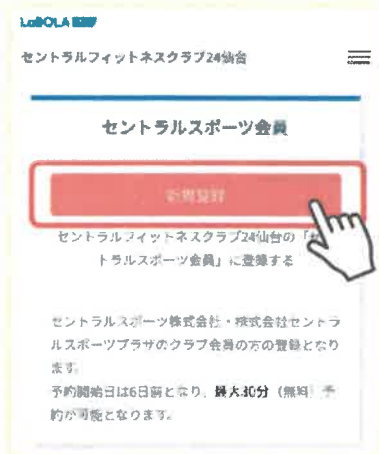 LaBOLA
セントラルフィットネスクラブ24仙台
セントラルスポーツ会員
新規登録
セントラルフィットネスクラブ24仙台の「セ
トラルスポーツ会員」に登録する
セントラルスポーツ株式会社・株式会社セントラ
ルスポーツプラザのクラブ会員の方の登録となり
ます。
予約開始日は6日前となり、最大30分（無料）予
約が可能となります。